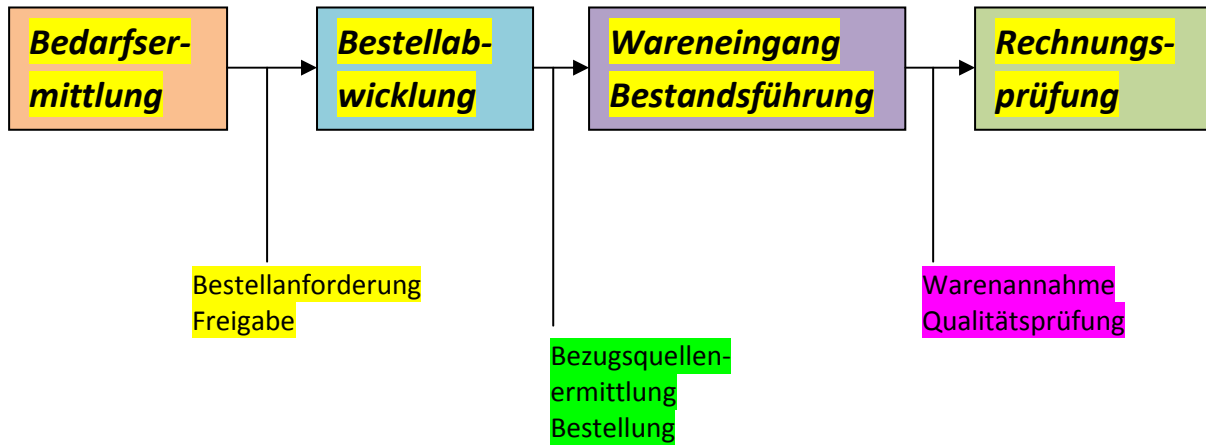 Bedarfser-
mittlung
Bestellab-
wicklung
Wareneingang
Bestandsführung
Rechnungs-
prüfung
Bestellanforderung
Freigabe
Bezugsquellen-
ermittlung
Bestellung
Warenannahme
Qualitätsprüfung